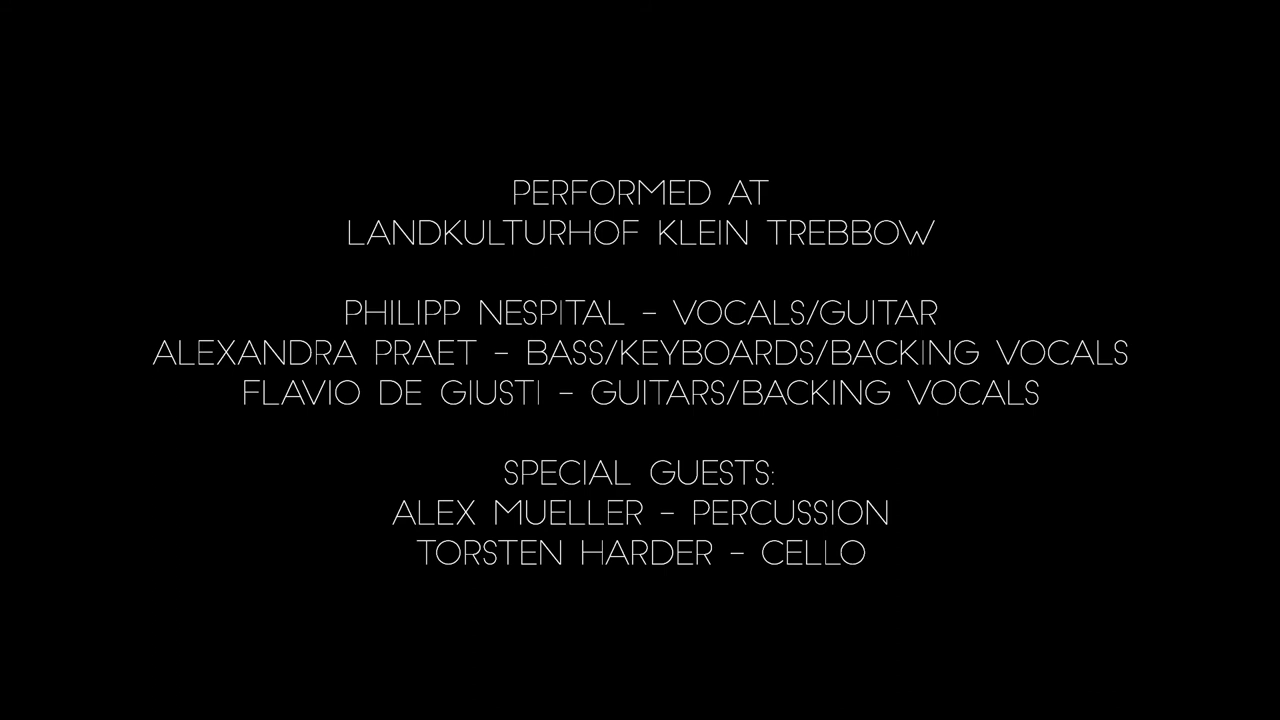 PERFORMED AT
LANDKULTURHOF KLEIN TREBBOW
PHILIPP NESPITAL – VOCALS/GUITAR
ALEXANDRA PRAET – BASS/KEYBOARDS/BACKING VOCALS
FLAVIO DE GIUSTI – GUITARS/BACKING VOCALS
SPECIAL GUESTS:
ALEX MUELLER – PERCUSSION
TORSTEN HARDER – CELLO